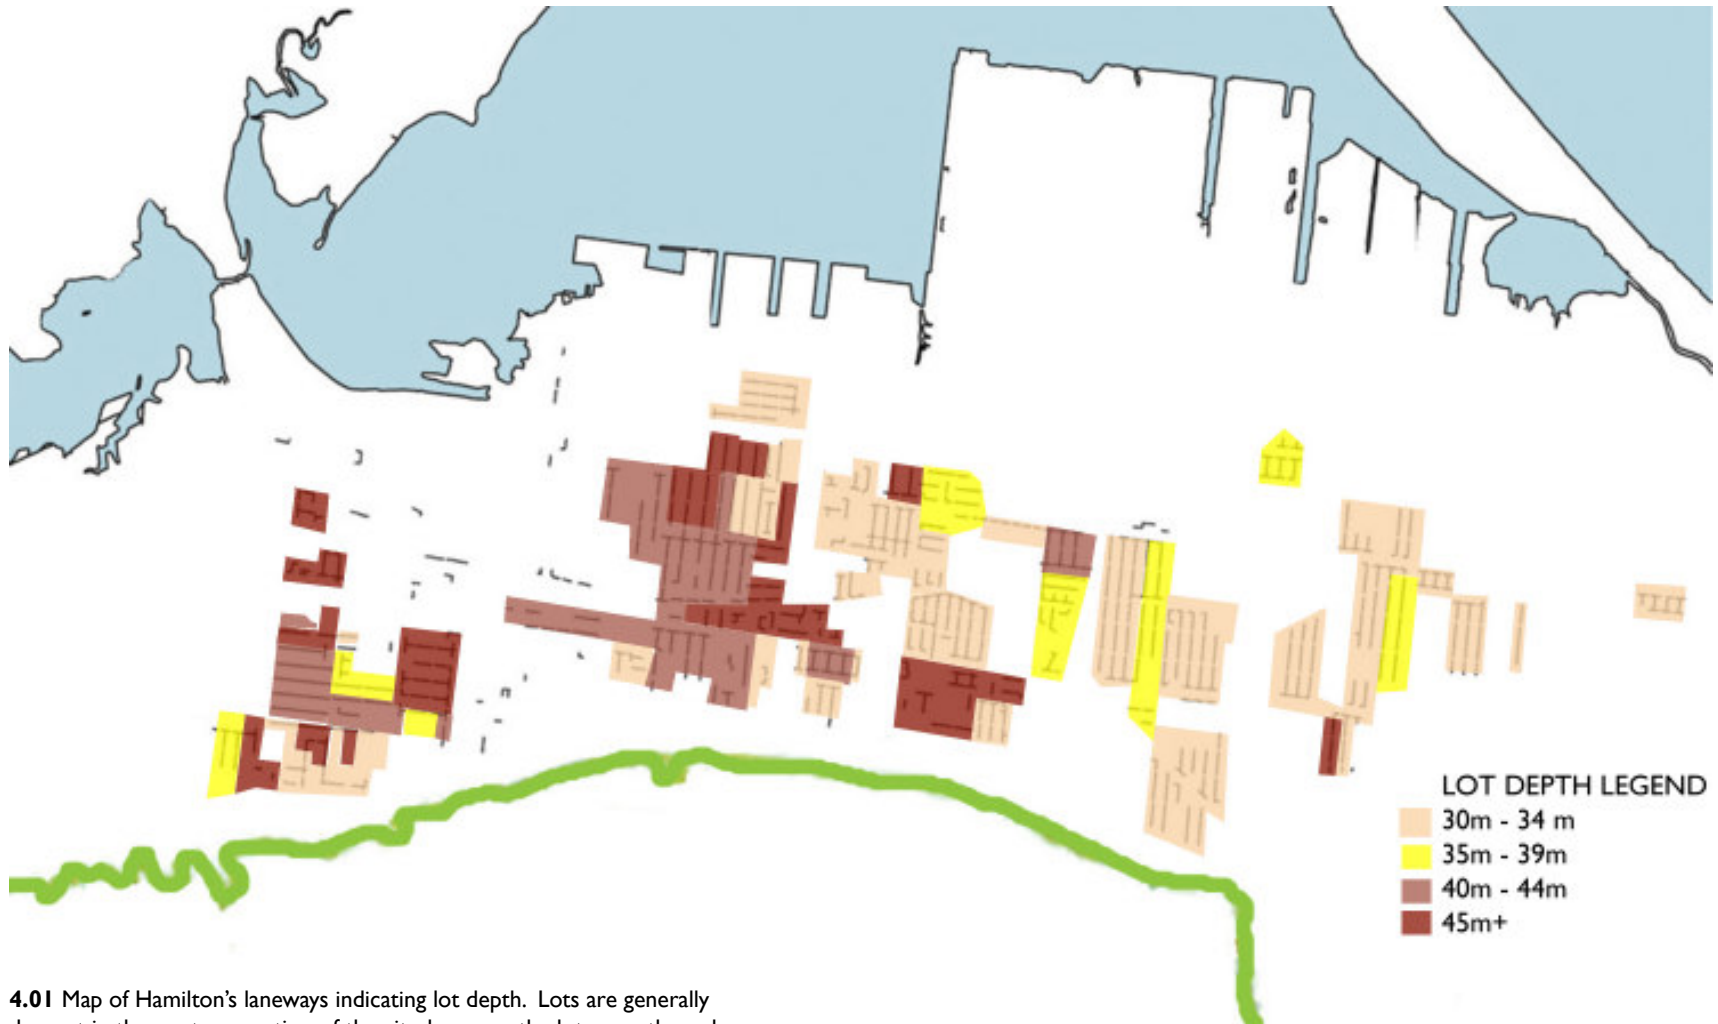 LOT DEPTH LEGEND
30m - 34 m
35m - 39m
40m - 44m
45m+
4.01 Map of Hamilton's laneways indicating lot depth. Lots are generally